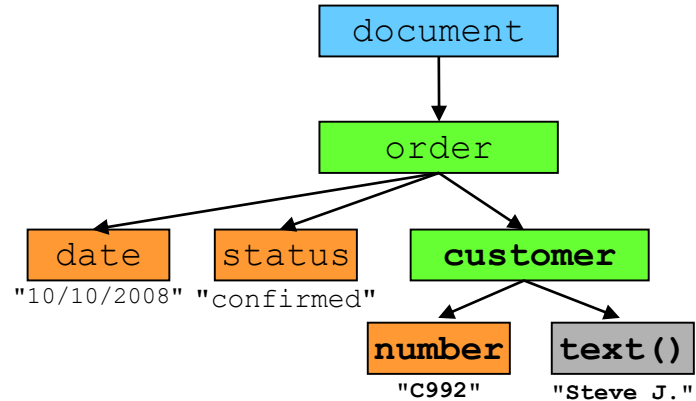 document
order
date status customer
"10/10/2008" "confirmed"
number text()
"C992" "Steve J."